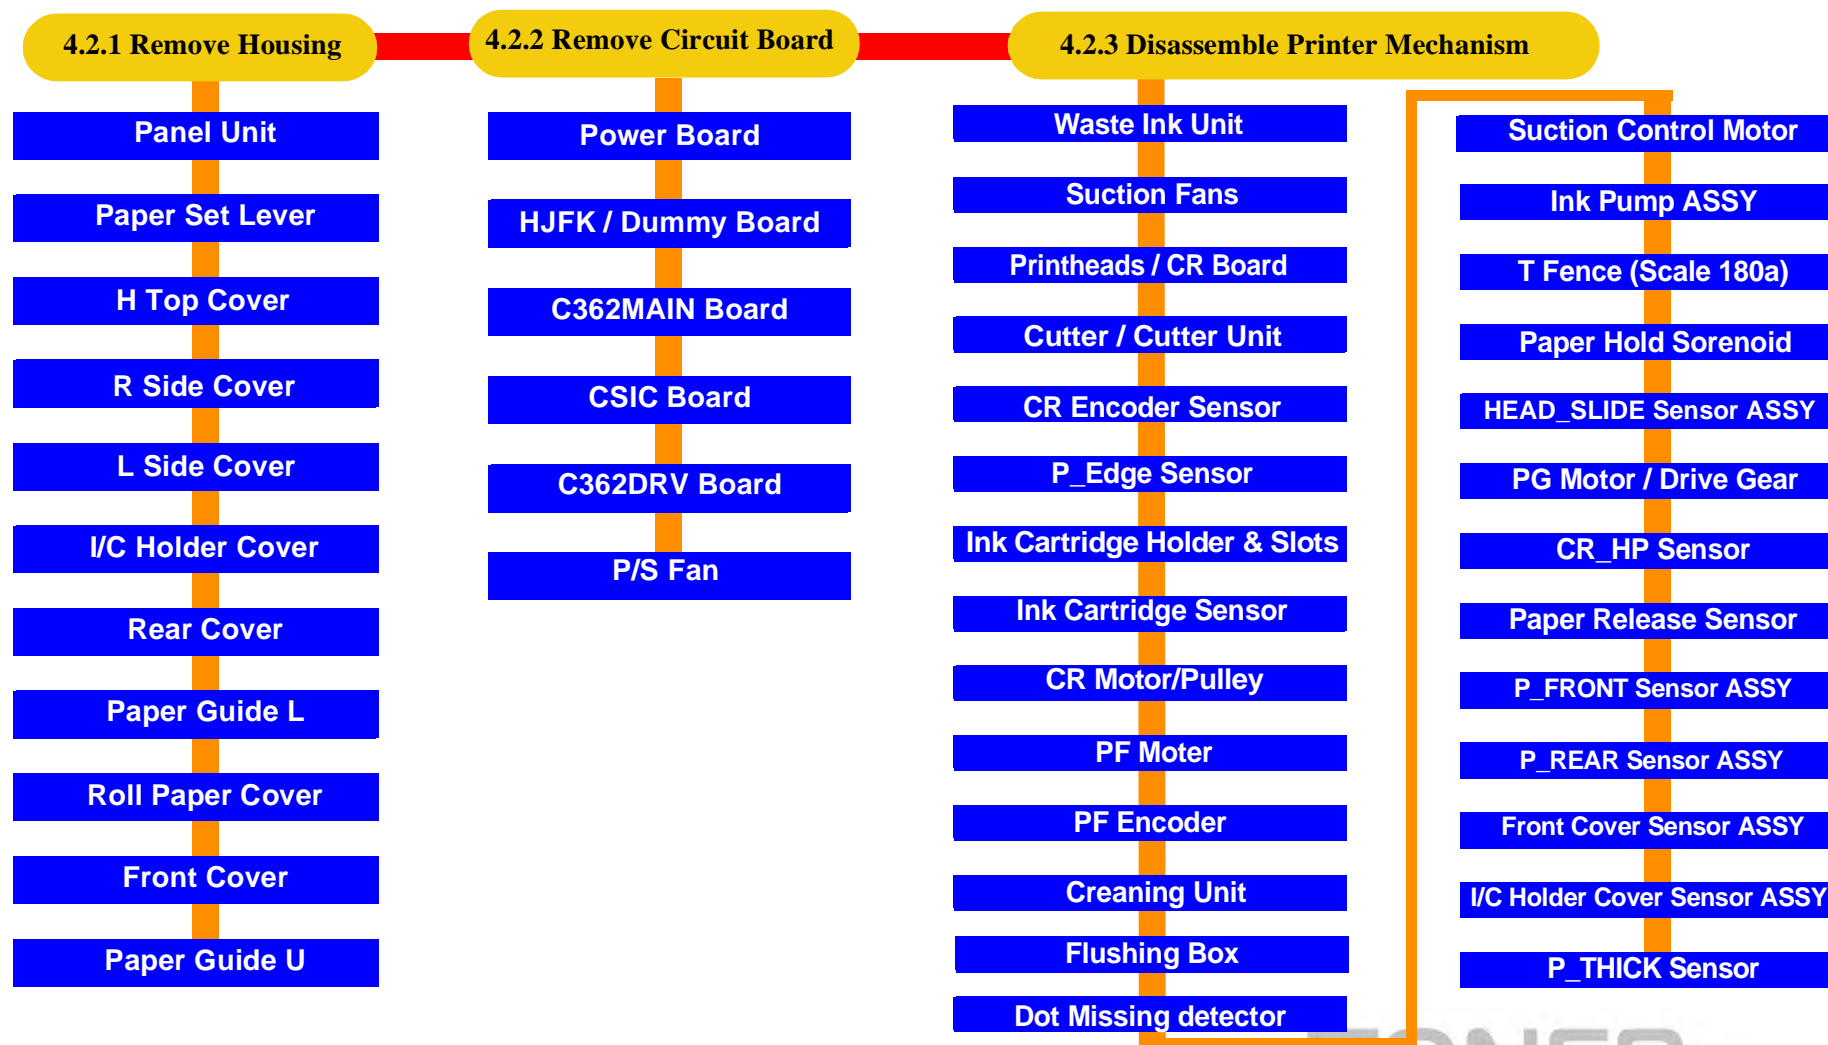 4.2.1 Remove Housing
Panel Unit
Paper Set Lever
H Top Cover
R Side Cover
L Side Cover
I/C Holder Cover
Rear Cover
Paper Guide L
Roll Paper Cover
Front Cover
Paper Guide U
4.2.2 Remove Circuit Board
Power Board
HJFK / Dummy Board
C362MAIN Board
CSIC Board
C362DRV Board
P/S Fan
4.2.3 Disassemble Printer Mechanism
Waste Ink Unit
Suction Fans
Printheads / CR Board
Cutter / Cutter Unit
CR Encoder Sensor
P_Edge Sensor
Ink Cartridge Holder & Slots
Ink Cartridge Sensor
CR Motor/Pulley
PF Moter
PF Encoder
Creaning Unit
Flushing Box
Dot Missing detector
Suction Control Motor
Ink Pump ASSY
T Fence (Scale 180a)
Paper Hold Sorenoid
HEAD_SLIDE Sensor ASSY
PG Motor / Drive Gear
CR_HP Sensor
Paper Release Sensor
P_FRONT Sensor ASSY
P_REAR Sensor ASSY
Front Cover Sensor ASSY
I/C Holder Cover Sensor ASSY
P_THICK Sensor